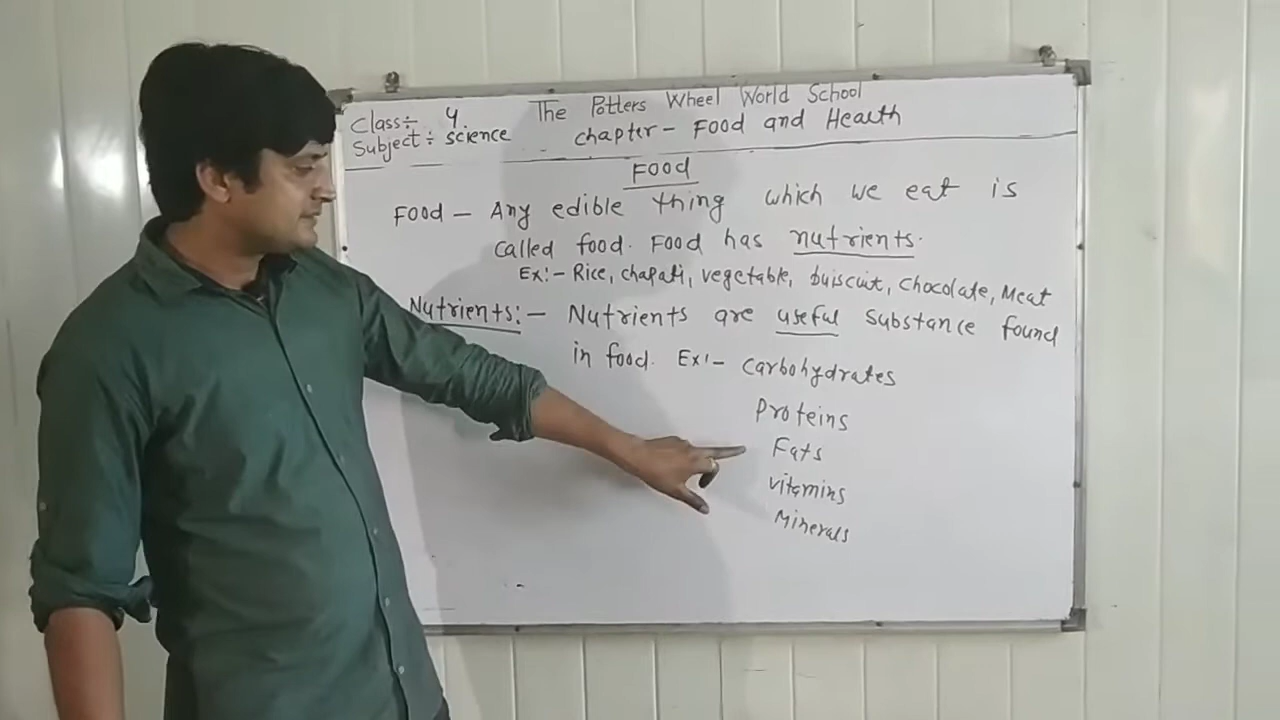 Class:- 4 The Potters Wheel World School
Subject:- science chapter- Food and Health
Food
Food - Any edible thing which we eat is
called food. Food has nutrients.
Ex:- Rice, chapati, vegetable, buiscuit, chocolate, Meat
Nutrients:- Nutrients are useful substance found
in food. Ex:- carbohydrates
Proteins
Fats
vitamins
Minerals